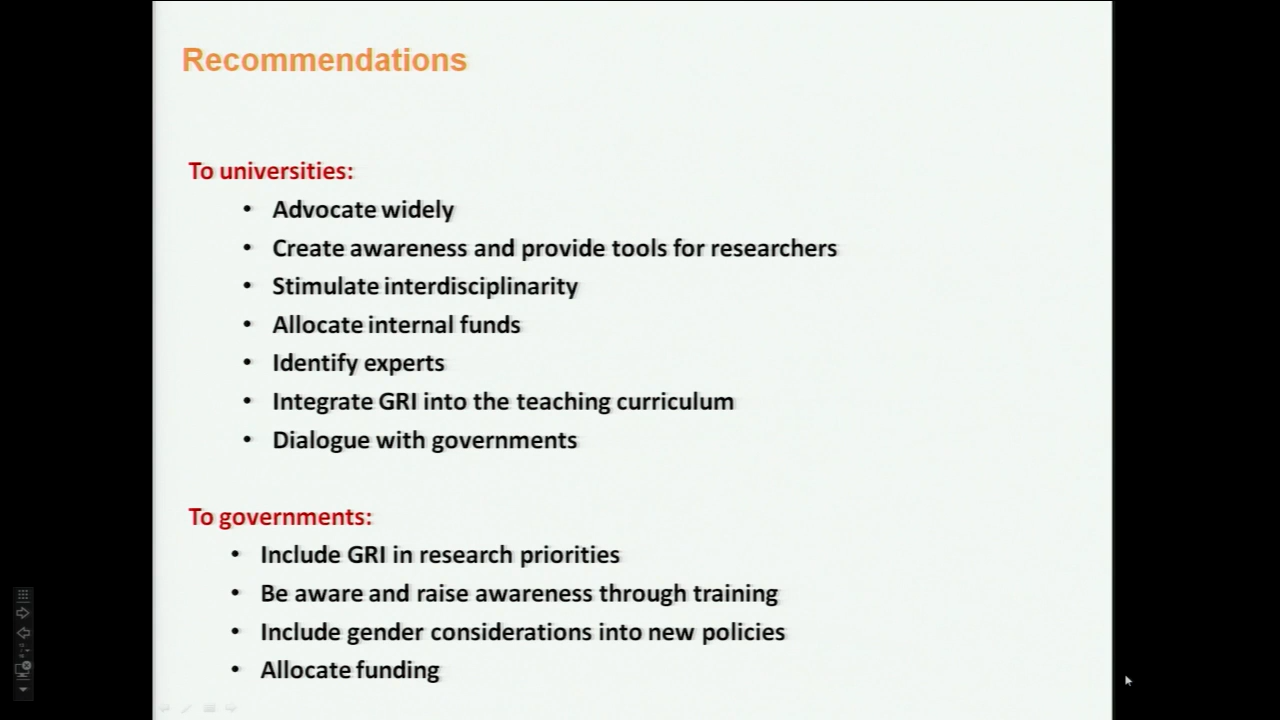 Recommendations
To universities:
• Advocate widely
• Create awareness and provide tools for researchers
• Stimulate interdisciplinarity
• Allocate internal funds
• Identify experts
• Integrate GRI into the teaching curriculum
• Dialogue with governments
To governments:
• Include GRI in research priorities
• Be aware and raise awareness through training
• Include gender considerations into new policies
• Allocate funding